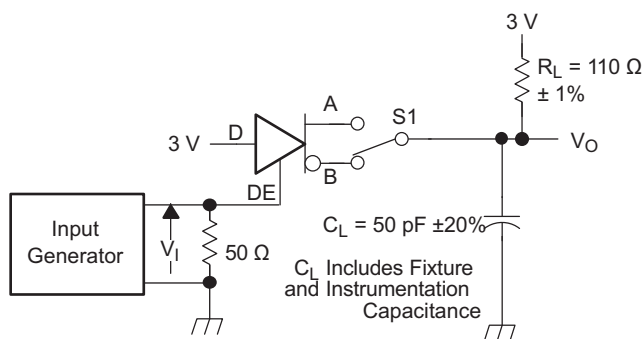 3 V
R_L = 110 Ω
± 1%
A
S1
3 V
D
V_O
B
DE
Input
Generator
V_I
50 Ω
C_L = 50 pF ±20%
C_L Includes Fixture
and Instrumentation
Capacitance